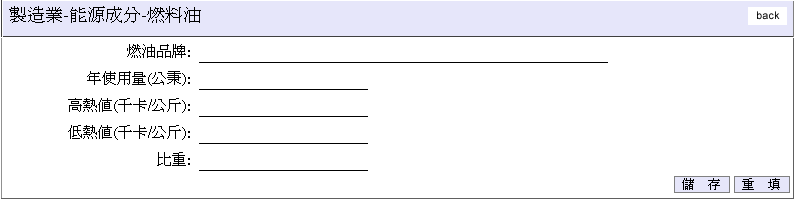 製造業-能源成分-燃料油
back
燃油品牌:
年使用量(公秉):
高熱值(千卡/公斤):
低熱值(千卡/公斤):
比重:
儲 存 重 填